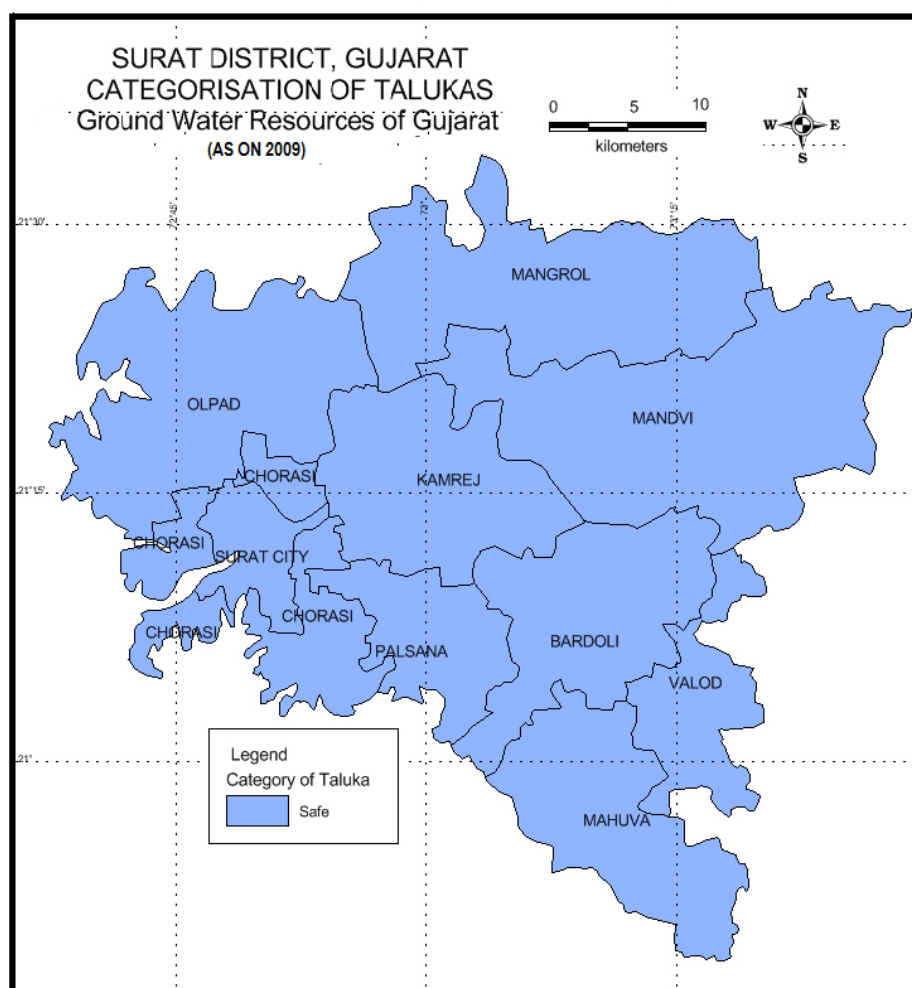 SURAT DISTRICT, GUJARAT
CATEGORISATION OF TALUKAS
Ground Water Resources of Gujarat
(AS ON 2009)
0 5 10
kilometers
N
W E
S
72°45'
73°
73°15'
21°30'
MANGROL
OLPAD
MANDVI
CHORASI
KAMREJ
21°15'
CHORASI
SURAT CITY
CHORASI
CHORASI
PALSANA
BARDOLI
VALOD
21°
Legend
Category of Taluka
Safe
MAHUVA